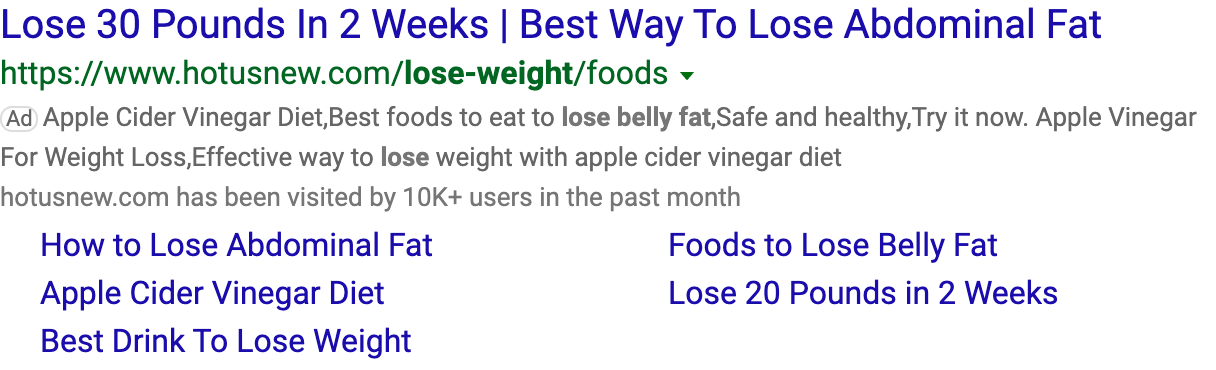 Lose 30 Pounds In 2 Weeks | Best Way To Lose Abdominal Fat
https://www.hotusnew.com/lose-weight/foods
Ad Apple Cider Vinegar Diet,Best foods to eat to lose belly fat,Safe and healthy,Try it now. Apple Vinegar
For Weight Loss,Effective way to lose weight with apple cider vinegar diet
hotusnew.com has been visited by 10K+ users in the past month
How to Lose Abdominal Fat
Foods to Lose Belly Fat
Apple Cider Vinegar Diet
Lose 20 Pounds in 2 Weeks
Best Drink To Lose Weight